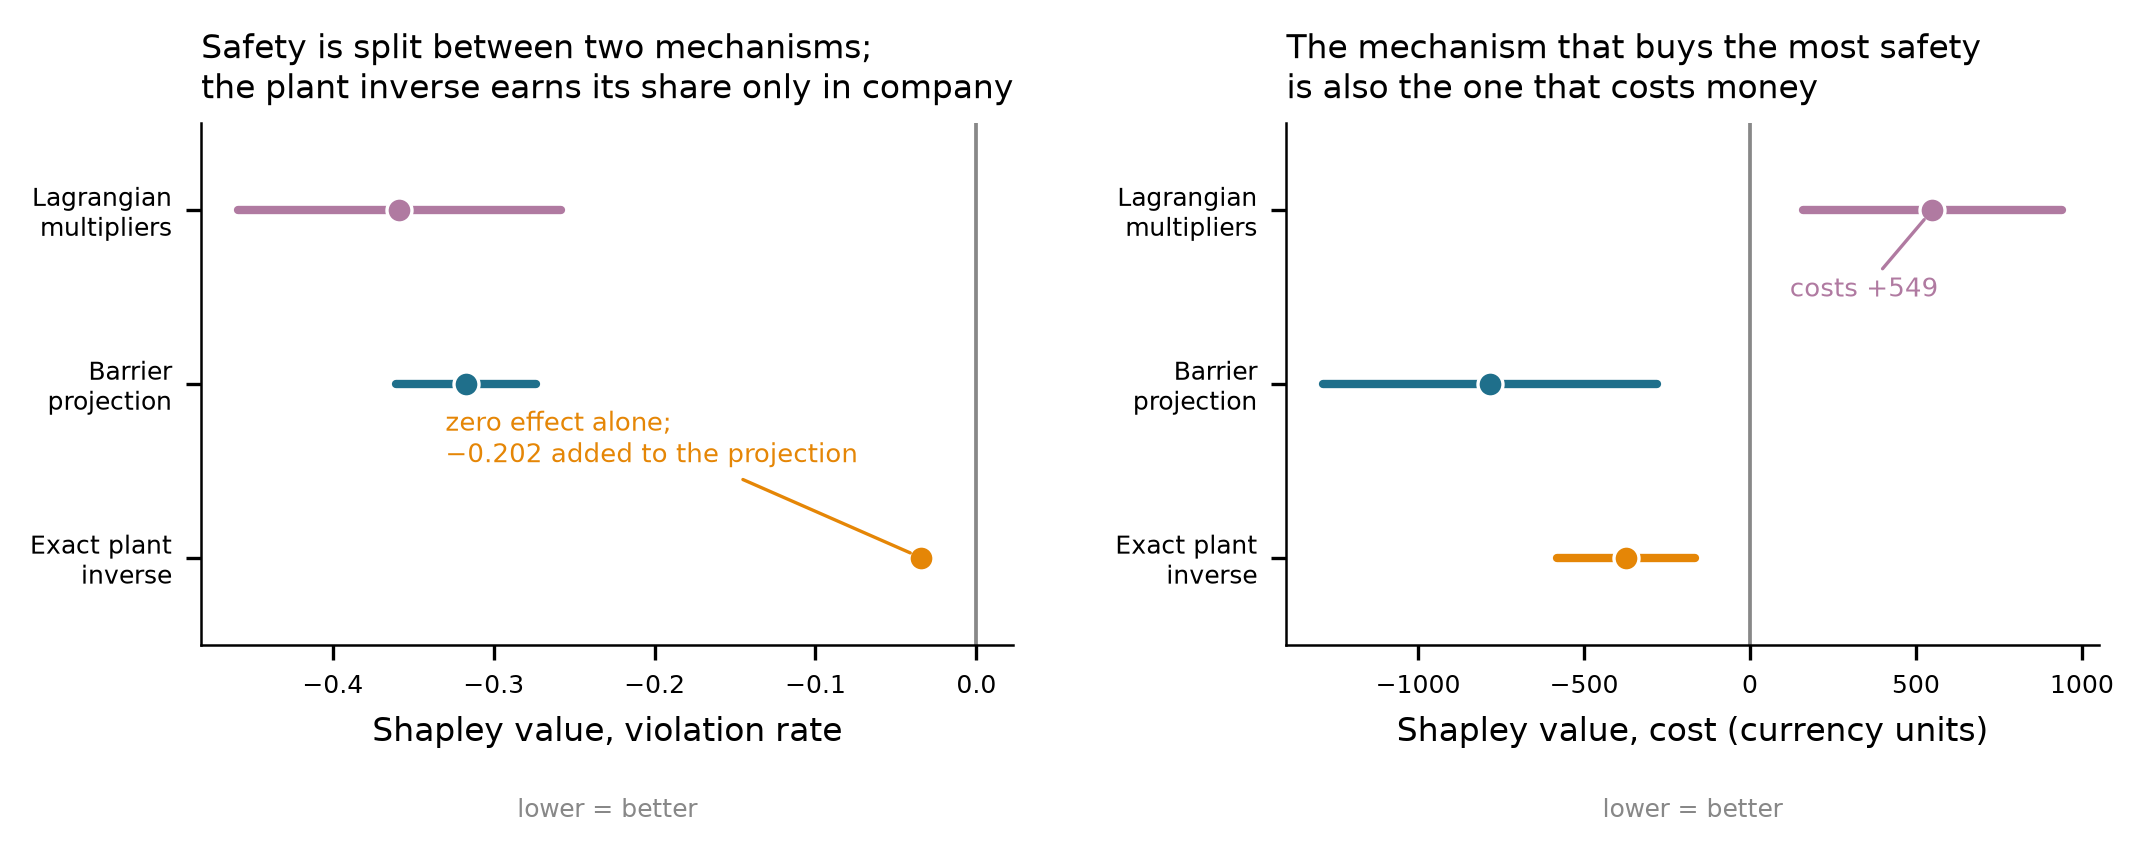 Safety is split between two mechanisms;
the plant inverse earns its share only in company
Lagrangian
multipliers
Barrier
projection
zero effect alone;
−0.202 added to the projection
Exact plant
inverse
−0.4 −0.3 −0.2 −0.1 0.0
Shapley value, violation rate
lower = better
The mechanism that buys the most safety
is also the one that costs money
Lagrangian
multipliers
costs +549
Barrier
projection
Exact plant
inverse
−1000 −500 0 500 1000
Shapley value, cost (currency units)
lower = better